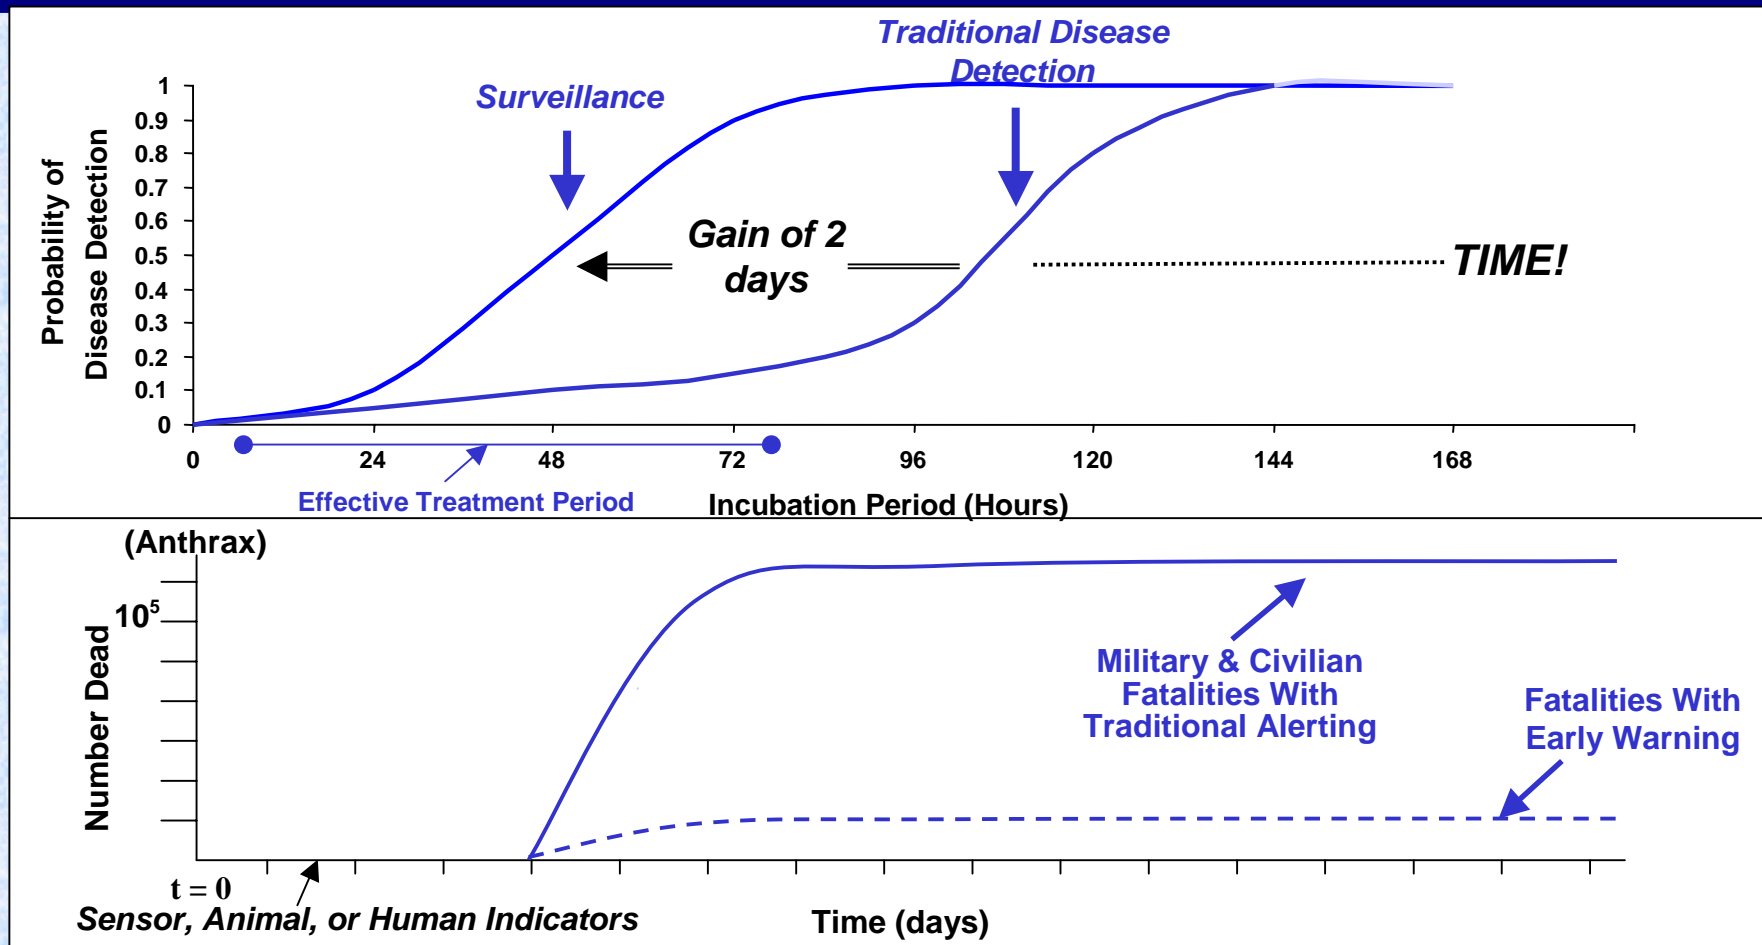 Traditional Disease
Detection
Surveillance
1
0.9
0.8
0.7
0.6
0.5
0.4
0.3
0.2
0.1
0
Probability of
Disease Detection
Gain of 2
days
TIME!
0 24 48 72 96 120 144 168
Effective Treatment Period
Incubation Period (Hours)
(Anthrax)
10⁵
Number Dead
Military & Civilian
Fatalities With
Traditional Alerting
Fatalities With
Early Warning
t = 0
Sensor, Animal, or Human Indicators
Time (days)